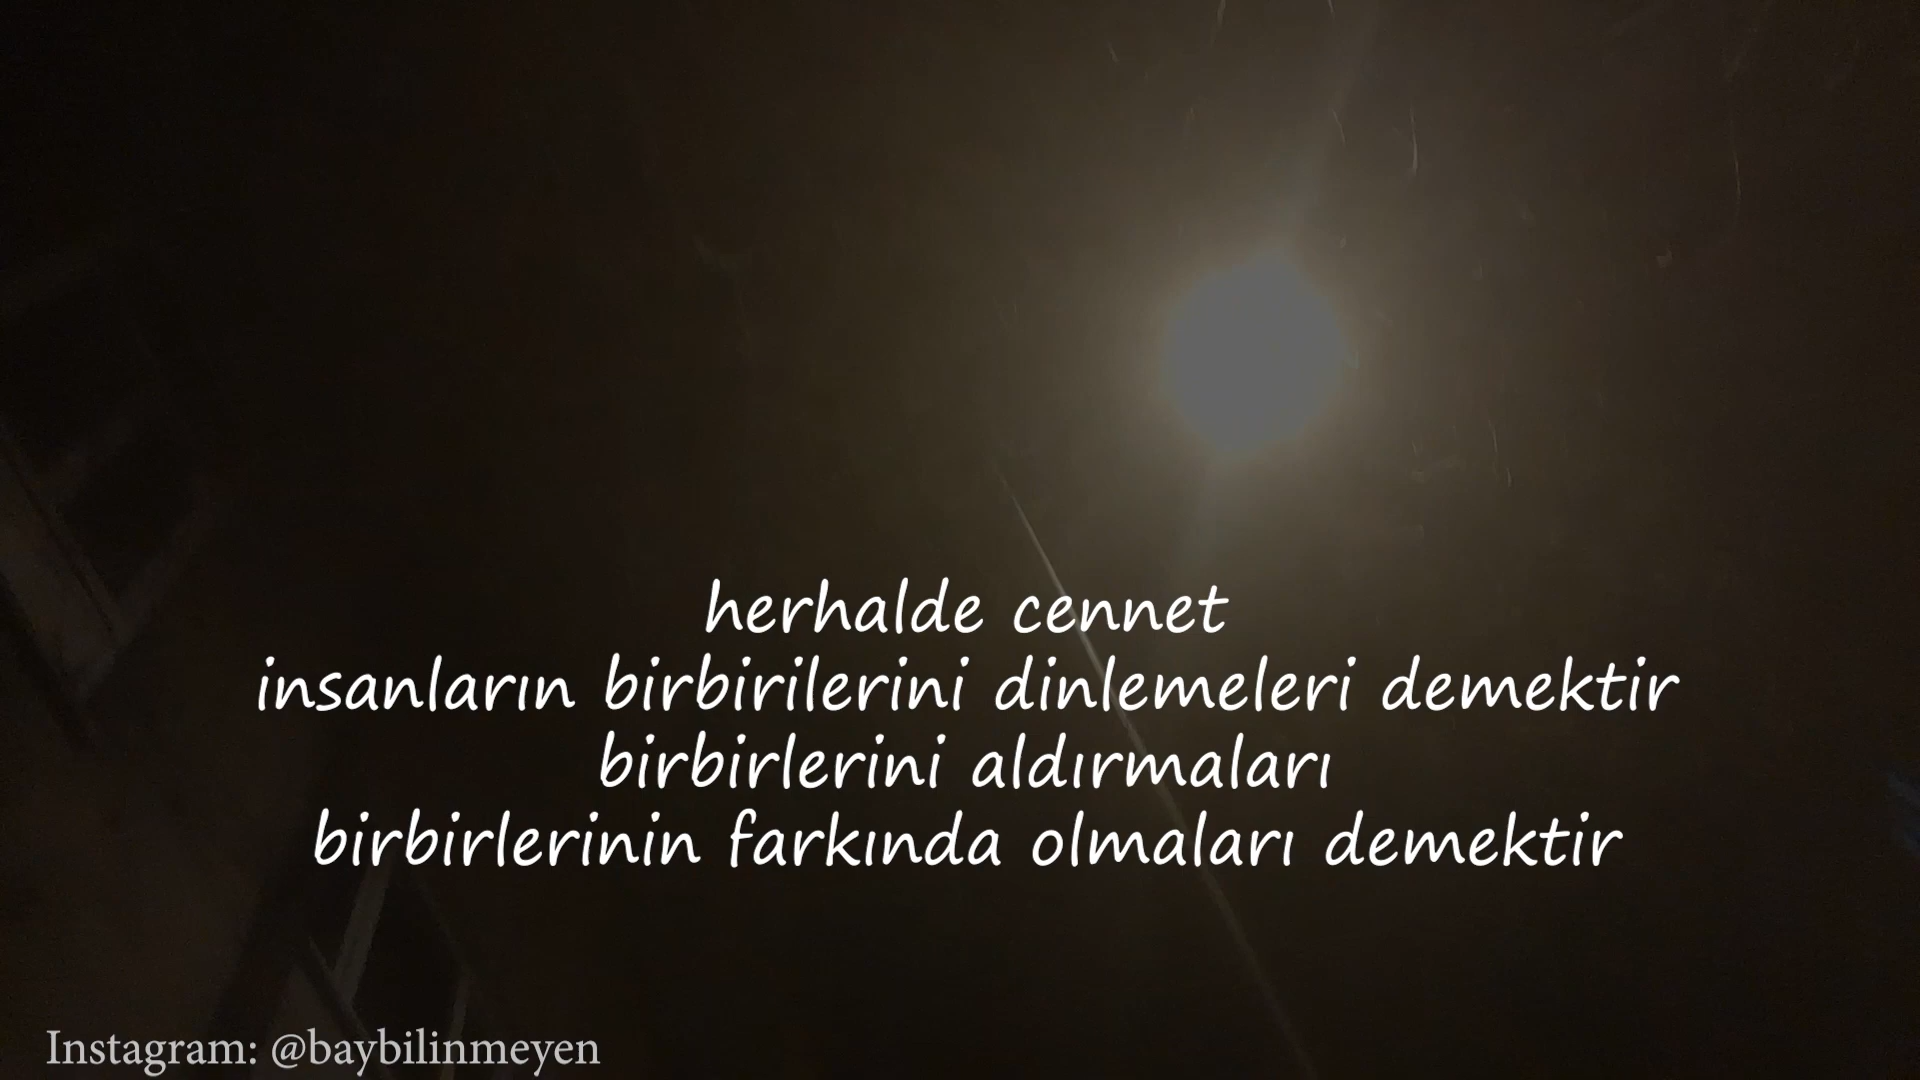 herhalde cennet
insanların birbirilerini dinlemeleri demektir
birbirlerini aldırmaları
birbirlerinin farkında olmaları demektir
Instagram: @baybilinmeyen